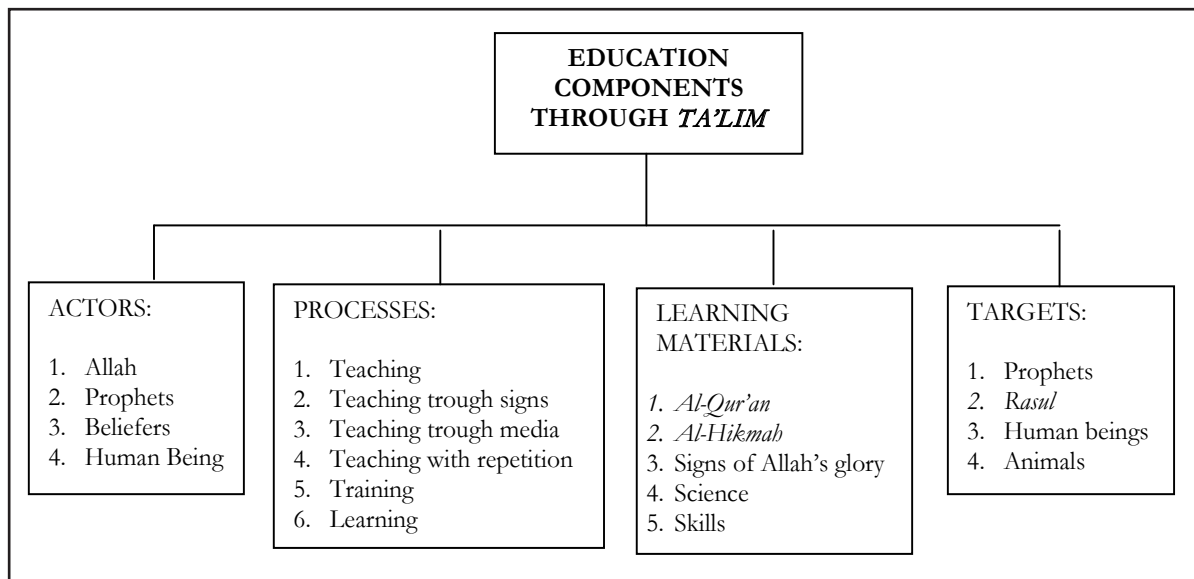 EDUCATION
COMPONENTS
THROUGH TA'LIM
ACTORS:
1. Allah
2. Prophets
3. Beliefers
4. Human Being
PROCESSES:
1. Teaching
2. Teaching trough signs
3. Teaching trough media
4. Teaching with repetition
5. Training
6. Learning
LEARNING
MATERIALS:
1. Al-Qur'an
2. Al-Hikmah
3. Signs of Allah's glory
4. Science
5. Skills
TARGETS:
1. Prophets
2. Rasul
3. Human beings
4. Animals